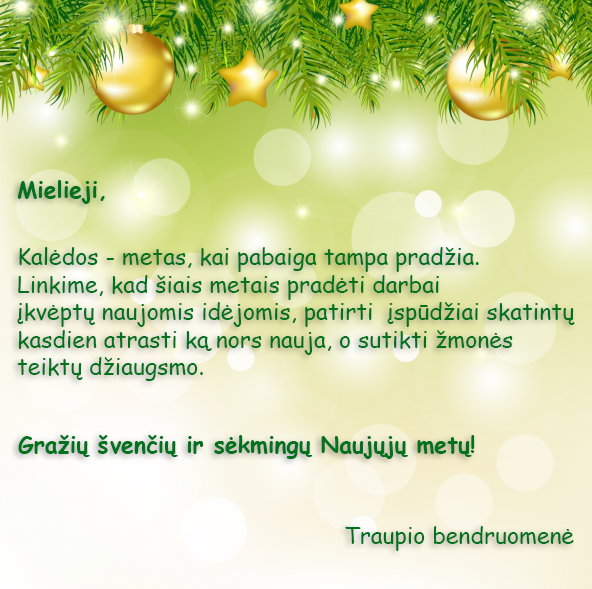 Mielieji,
Kalėdos - metas, kai pabaiga tampa pradžia.
Linkime, kad šiais metais pradėti darbai
įkvėptų naujomis idėjomis, patirti įspūdžiai skatintų
kasdien atrasti ką nors nauja, o sutikti žmonės
teiktų džiaugsmo.
Gražių švenčių ir sėkmingų Naujųjų metų!
Traupio bendruomenė